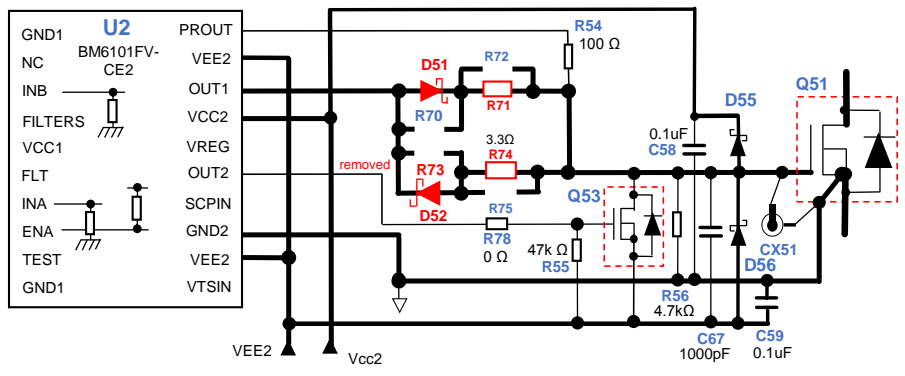 U2
BM6101FV-
CE2
GND1
NC
INB
FILTERS
VCC1
FLT
INA
ENA
TEST
GND1
PROUT
VEE2
OUT1
VCC2
VREG
OUT2
SCPIN
GND2
VEE2
VTSIN
VEE2
Vcc2
removed
D51
R70
R72
R71
R54
100 Ω
R73
D52
3.3Ω
R74
R75
R78
0 Ω
47k Ω
R55
Q53
0.1uF
C58
D55
Q51
R56
4.7kΩ
C67
1000pF
D56
CX51
C59
0.1uF